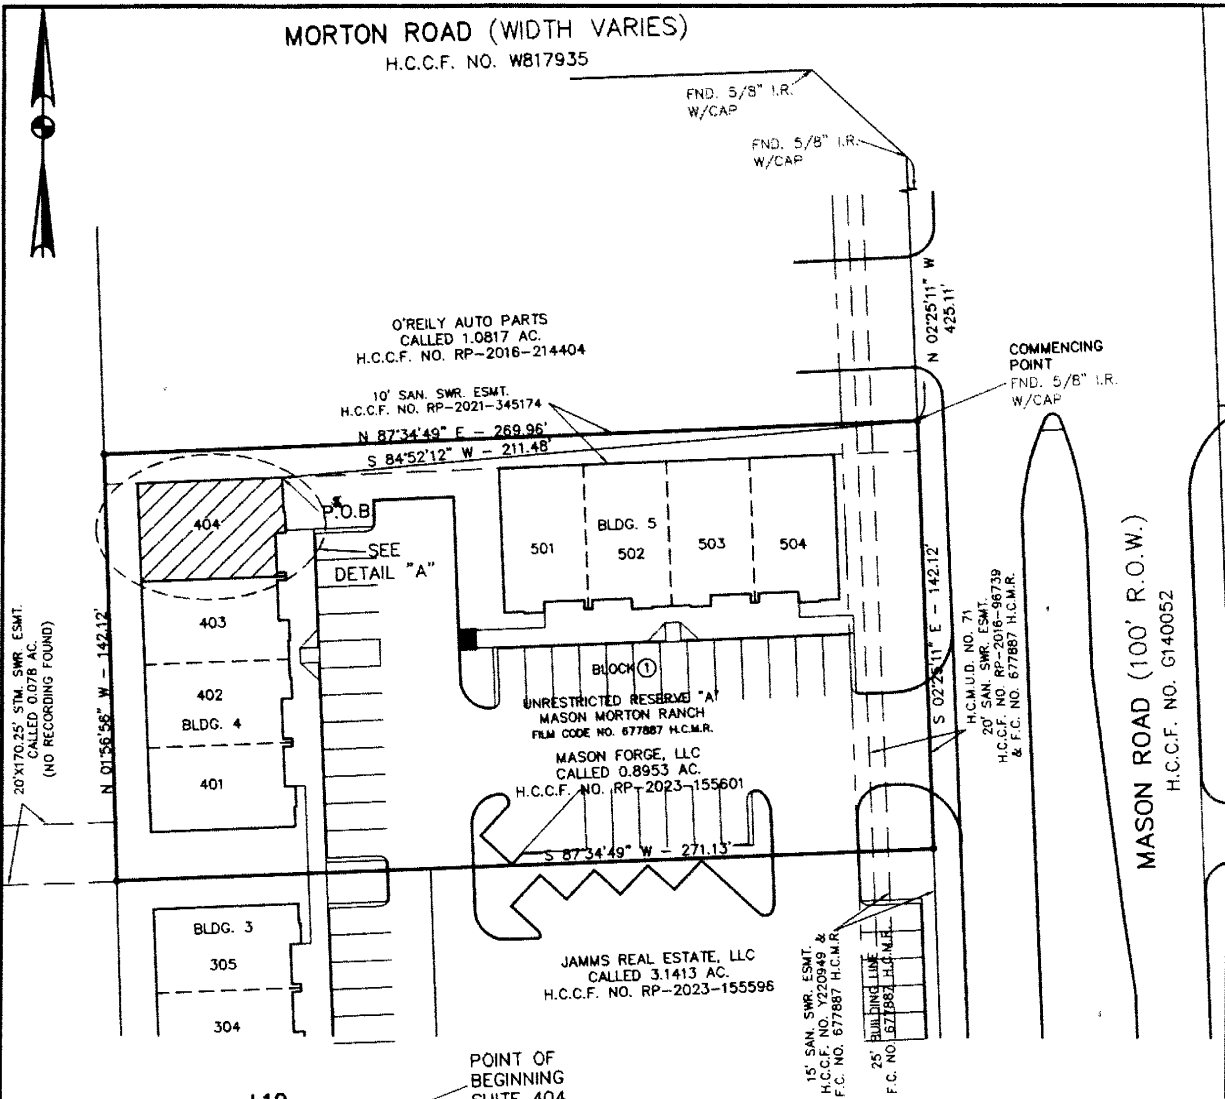 MORTON ROAD (WIDTH VARIES)
H.C.C.F. NO. W817935
FND. 5/8" I.R.
W/CAP
FND. 5/8" I.R.
W/CAP
N 02°25'11" W
425.11'
O'REILY AUTO PARTS
CALLED 1.0817 AC.
H.C.C.F. NO. RP-2016-214404
COMMENCING
POINT
FND. 5/8" I.R.
W/CAP
10' SAN. SWR. ESMT.
H.C.C.F. NO. RP-2021-345174
N 87°34'49" E - 269.96'
S 84°52'12" W - 211.48'
404
P.O.B
SEE
DETAIL "A"
BLDG. 5
501
502
503
504
403
402
BLDG. 4
401
20'X170.25' STM. SWR. ESMT.
CALLED 0.078 AC.
(NO RECORDING FOUND)
N 01°56'56" W - 142.12'
BLOCK 1
UNRESTRICTED RESERVE "A"
MASON MORTON RANCH
FILM CODE NO. 677887 H.C.M.R.
MASON FORGE, LLC
CALLED 0.8953 AC.
H.C.C.F. NO. RP-2023-155601
S 02°25'11" E - 142.12'
H.C.M.U.D. NO. 71
20' SAN. SWR. ESMT.
H.C.C.F. NO. RP-2016-96739
& F.C. NO. 677887 H.C.M.R.
MASON ROAD (100' R.O.W.)
H.C.C.F. NO. G140052
S 87°34'49" W - 271.13'
BLDG. 3
305
304
JAMMS REAL ESTATE, LLC
CALLED 3.1413 AC.
H.C.C.F. NO. RP-2023-155596
15' SAN. SWR. ESMT.
H.C.C.F. NO. Y220949 &
F.C. NO. 677887 H.C.M.R.
25' BUILDING LINE
F.C. NO. 677887 H.C.M.R.
POINT OF
BEGINNING
SUITE 404